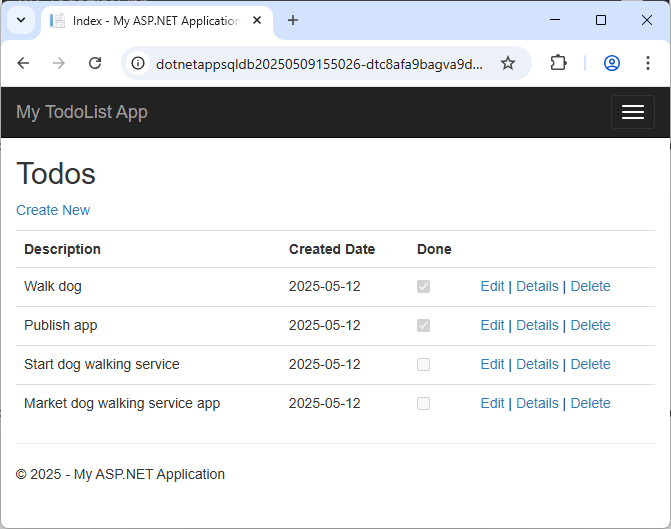 Index - My ASP.NET Application
dotnetappsqldb20250509155026-dtc8afa9bagva9d...
My TodoList App
Todos
Create New
Description Created Date Done
Walk dog 2025-05-12 Edit | Details | Delete
Publish app 2025-05-12 Edit | Details | Delete
Start dog walking service 2025-05-12 Edit | Details | Delete
Market dog walking service app 2025-05-12 Edit | Details | Delete
© 2025 - My ASP.NET Application